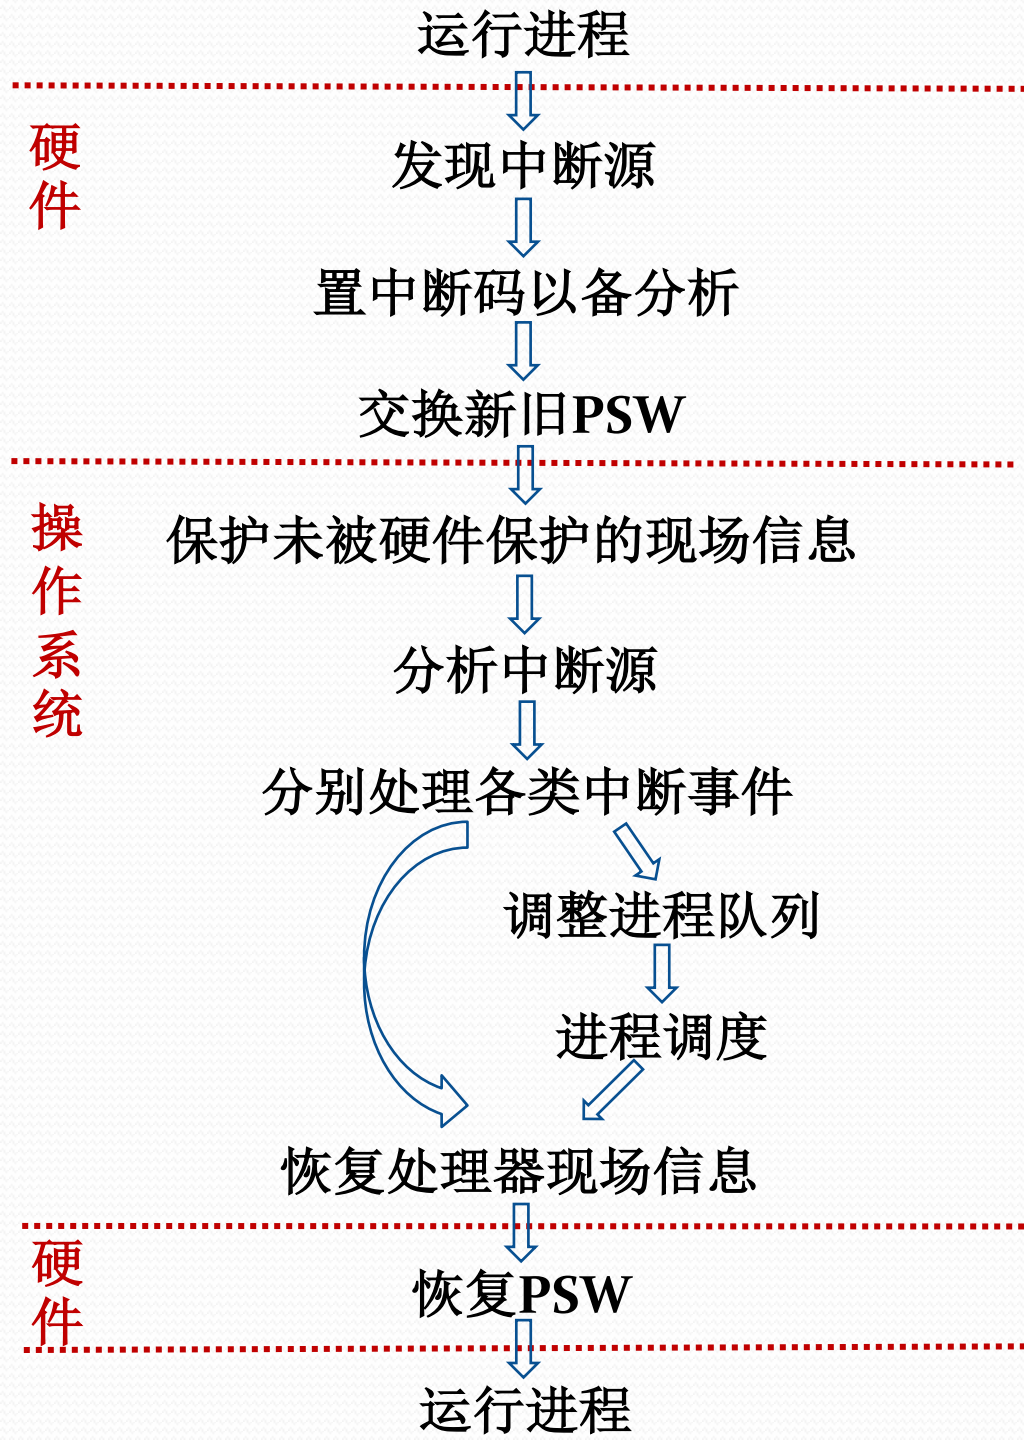 运行进程
硬件
发现中断源
置中断码以备分析
交换新旧PSW
操作系统
保护未被硬件保护的现场信息
分析中断源
分别处理各类中断事件
调整进程队列
进程调度
恢复处理器现场信息
硬件
恢复PSW
运行进程